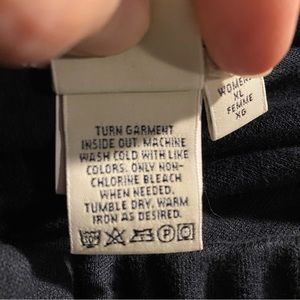 WOMEN
XL
FEMME
XG
TURN GARMENT
INSIDE OUT. MACHINE
WASH COLD WITH LIKE
COLORS. ONLY NON-
CHLORINE BLEACH
WHEN NEEDED.
TUMBLE DRY. WARM
IRON AS DESIRED.